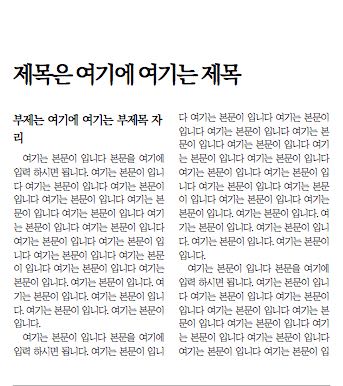 제목은 여기에 여기는 제목
부제는 여기에 여기는 부제목 자
리
여기는 본문이 입니다 본문을 여기에
입력 하시면 됩니다. 여기는 본문이 입니
다 여기는 본문이 입니다 여기는 본문이
입니다 여기는 본문이 입니다 여기는 본
문이 입니다 여기는 본문이 입니다 여기
는 본문이 입니다 여기는 본문이 입니다
여기는 본문이 입니다 여기는 본문이 입
니다 여기는 본문이 입니다 여기는 본문
이 입니다 여기는 본문이 입니다 여기는
본문이 입니다. 여기는 본문이 입니다. 여
기는 본문이 입니다. 여기는 본문이 입니
다. 여기는 본문이 입니다. 여기는 본문이
입니다.
여기는 본문이 입니다 본문을 여기에
입력 하시면 됩니다. 여기는 본문이 입니
다 여기는 본문이 입니다 여기는 본문이
입니다 여기는 본문이 입니다 여기는 본
문이 입니다 여기는 본문이 입니다 여기
는 본문이 입니다 여기는 본문이 입니다
여기는 본문이 입니다 여기는 본문이 입
니다 여기는 본문이 입니다 여기는 본문
이 입니다 여기는 본문이 입니다 여기는
본문이 입니다. 여기는 본문이 입니다. 여
기는 본문이 입니다. 여기는 본문이 입니
다. 여기는 본문이 입니다. 여기는 본문이
입니다.
여기는 본문이 입니다 본문을 여기에
입력 하시면 됩니다. 여기는 본문이 입니
다 여기는 본문이 입니다 여기는 본문이
입니다 여기는 본문이 입니다 여기는 본
문이 입니다 여기는 본문이 입니다 여기
는 본문이 입니다 여기는 본문이 입니다
여기는 본문이 입니다 여기는 본문이 입